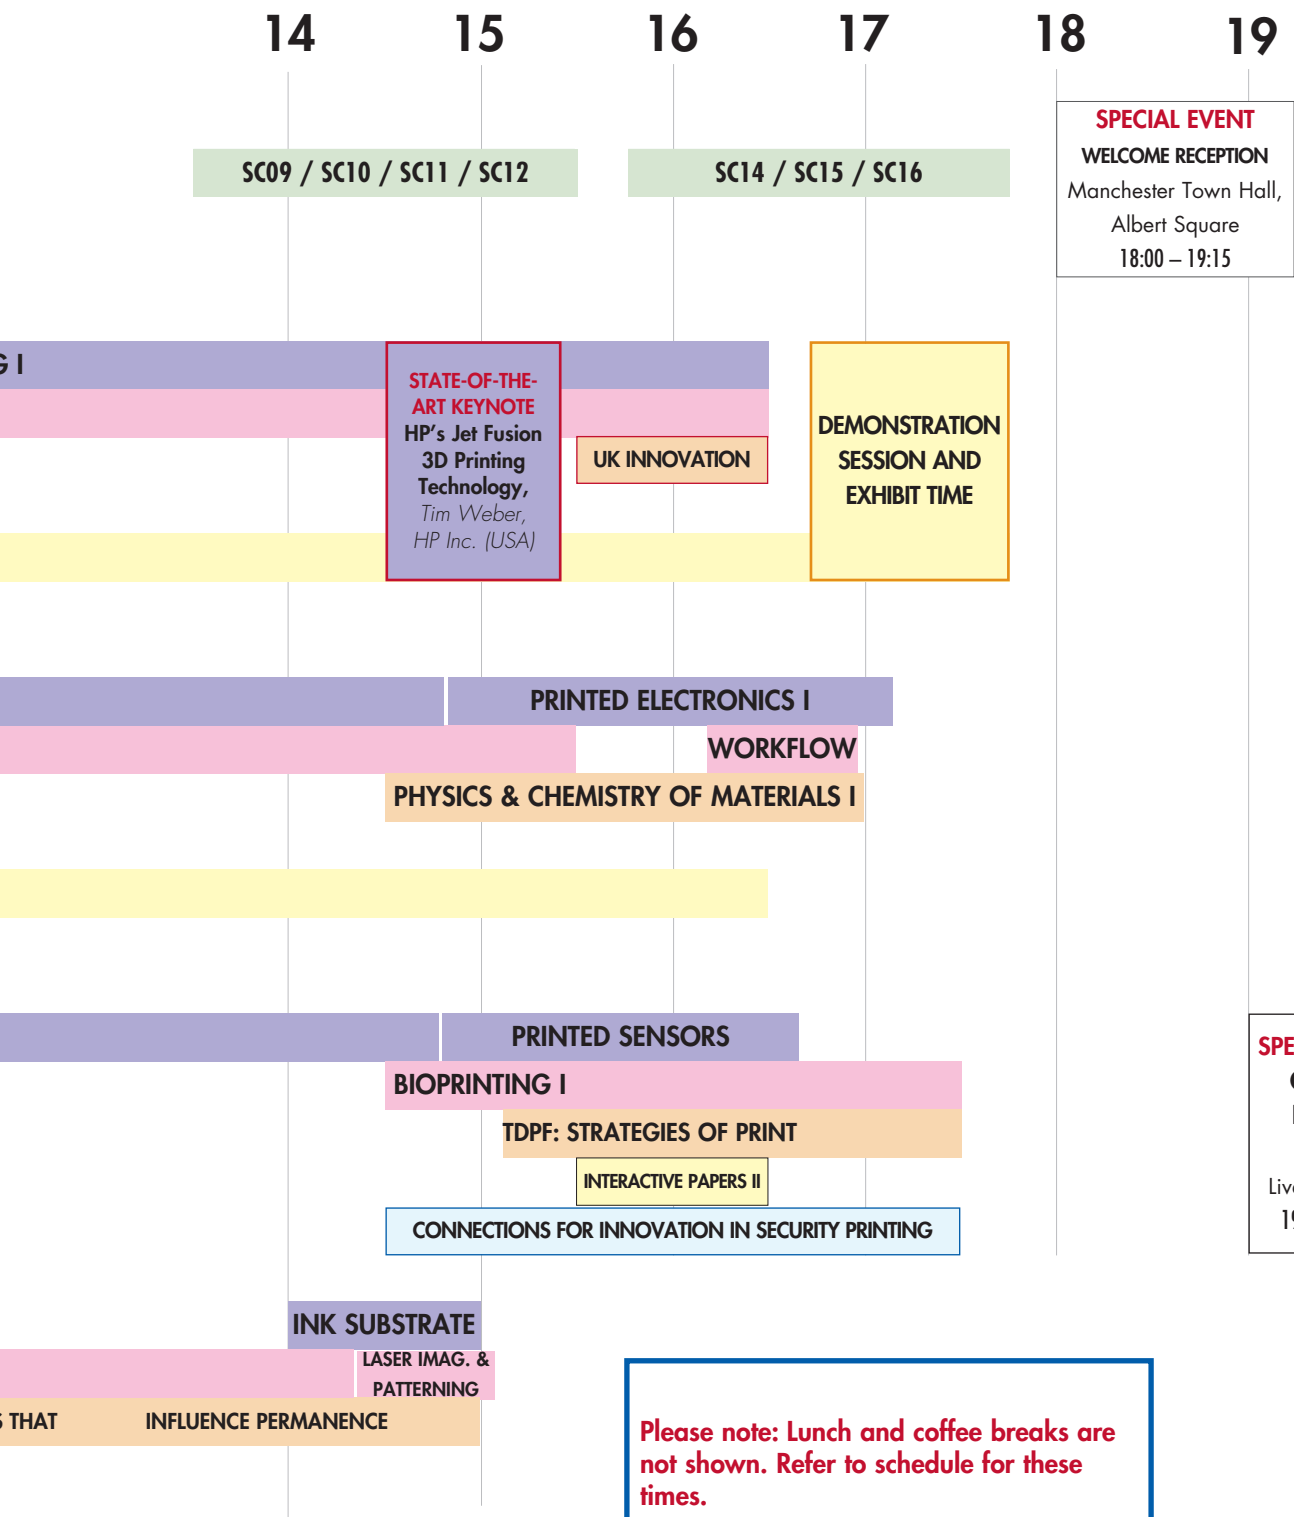 14 15 16 17 18 19
SPECIAL EVENT
WELCOME RECEPTION
Manchester Town Hall,
Albert Square
18:00 – 19:15
SC09 / SC10 / SC11 / SC12
SC14 / SC15 / SC16
G I
STATE-OF-THE-
ART KEYNOTE
HP's Jet Fusion
3D Printing
Technology,
Tim Weber,
HP Inc. (USA)
UK INNOVATION
DEMONSTRATION
SESSION AND
EXHIBIT TIME
PRINTED ELECTRONICS I
WORKFLOW
PHYSICS & CHEMISTRY OF MATERIALS I
PRINTED SENSORS
BIOPRINTING I
TDPF: STRATEGIES OF PRINT
INTERACTIVE PAPERS II
CONNECTIONS FOR INNOVATION IN SECURITY PRINTING
SPE
Liv
19
INK SUBSTRATE
LASER IMAG. &
PATTERNING
S THAT INFLUENCE PERMANENCE
Please note: Lunch and coffee breaks are
not shown. Refer to schedule for these
times.